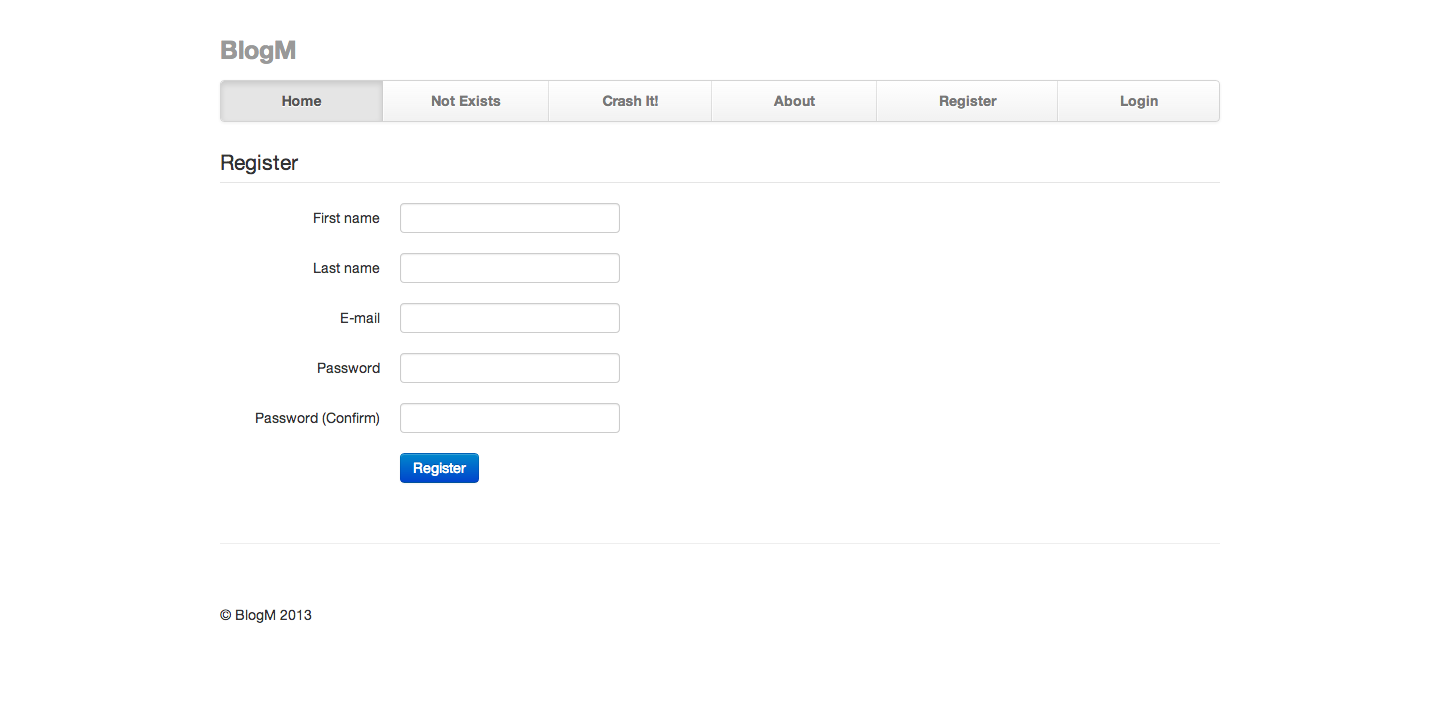 BlogM
Home Not Exists Crash It! About Register Login
Register
First name
Last name
E-mail
Password
Password (Confirm)
Register
© BlogM 2013